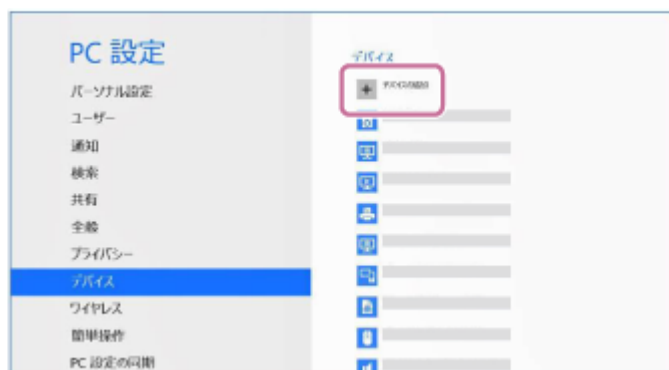 PC 設定
パーソナル設定
ユーザー
通知
検索
共有
全般
プライバシー
デバイス
ワイヤレス
簡単操作
PC 設定の同期
デバイス
デバイスの追加